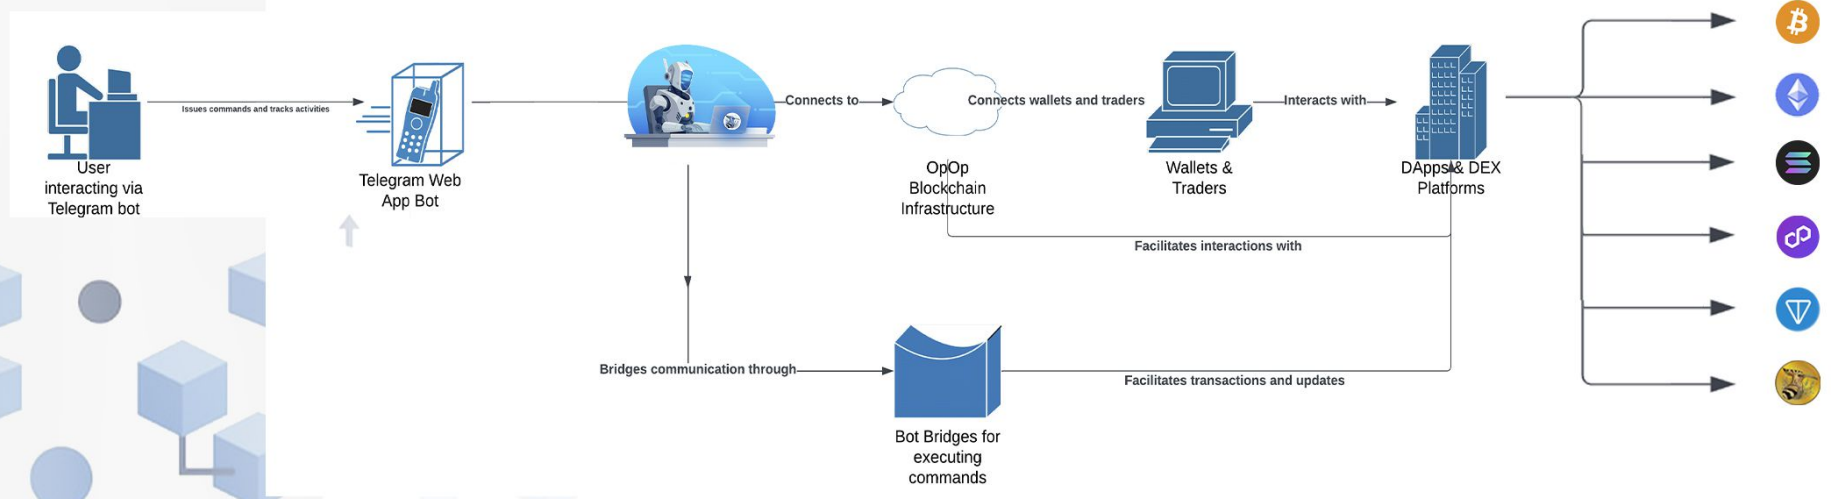 Issues commands and tracks activities
User
interacting via
Telegram bot
Telegram Web
App Bot
Connects to
OpOp
Blockchain
Infrastructure
Connects wallets and traders
Wallets &
Traders
Interacts with
DApps & DEX
Platforms
Facilitates interactions with
Bridges communication through
Bot Bridges for
executing
commands
Facilitates transactions and updates